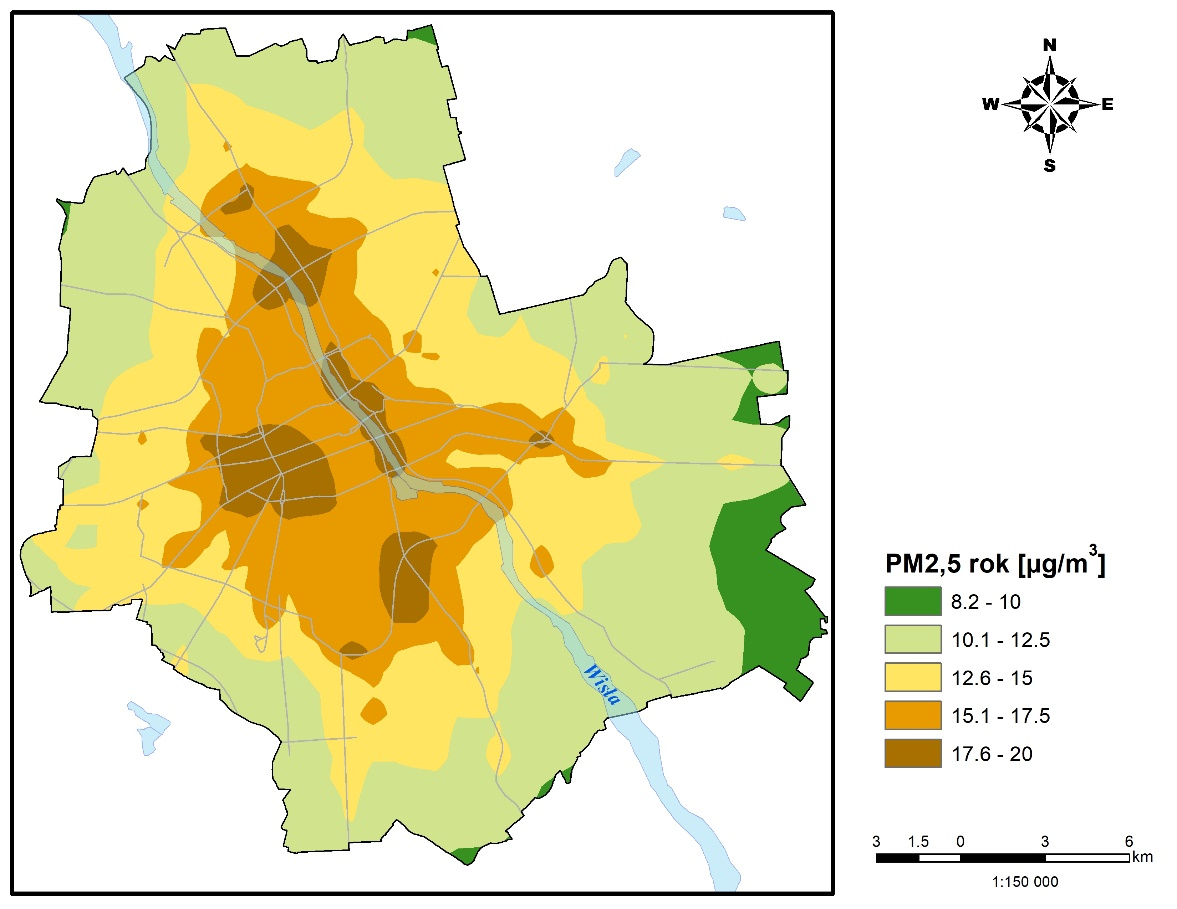 N
W E
S
Wisła
PM2,5 rok [µg/m³]
8.2 - 10
10.1 - 12.5
12.6 - 15
15.1 - 17.5
17.6 - 20
3 1.5 0 3 6
km
1:150 000